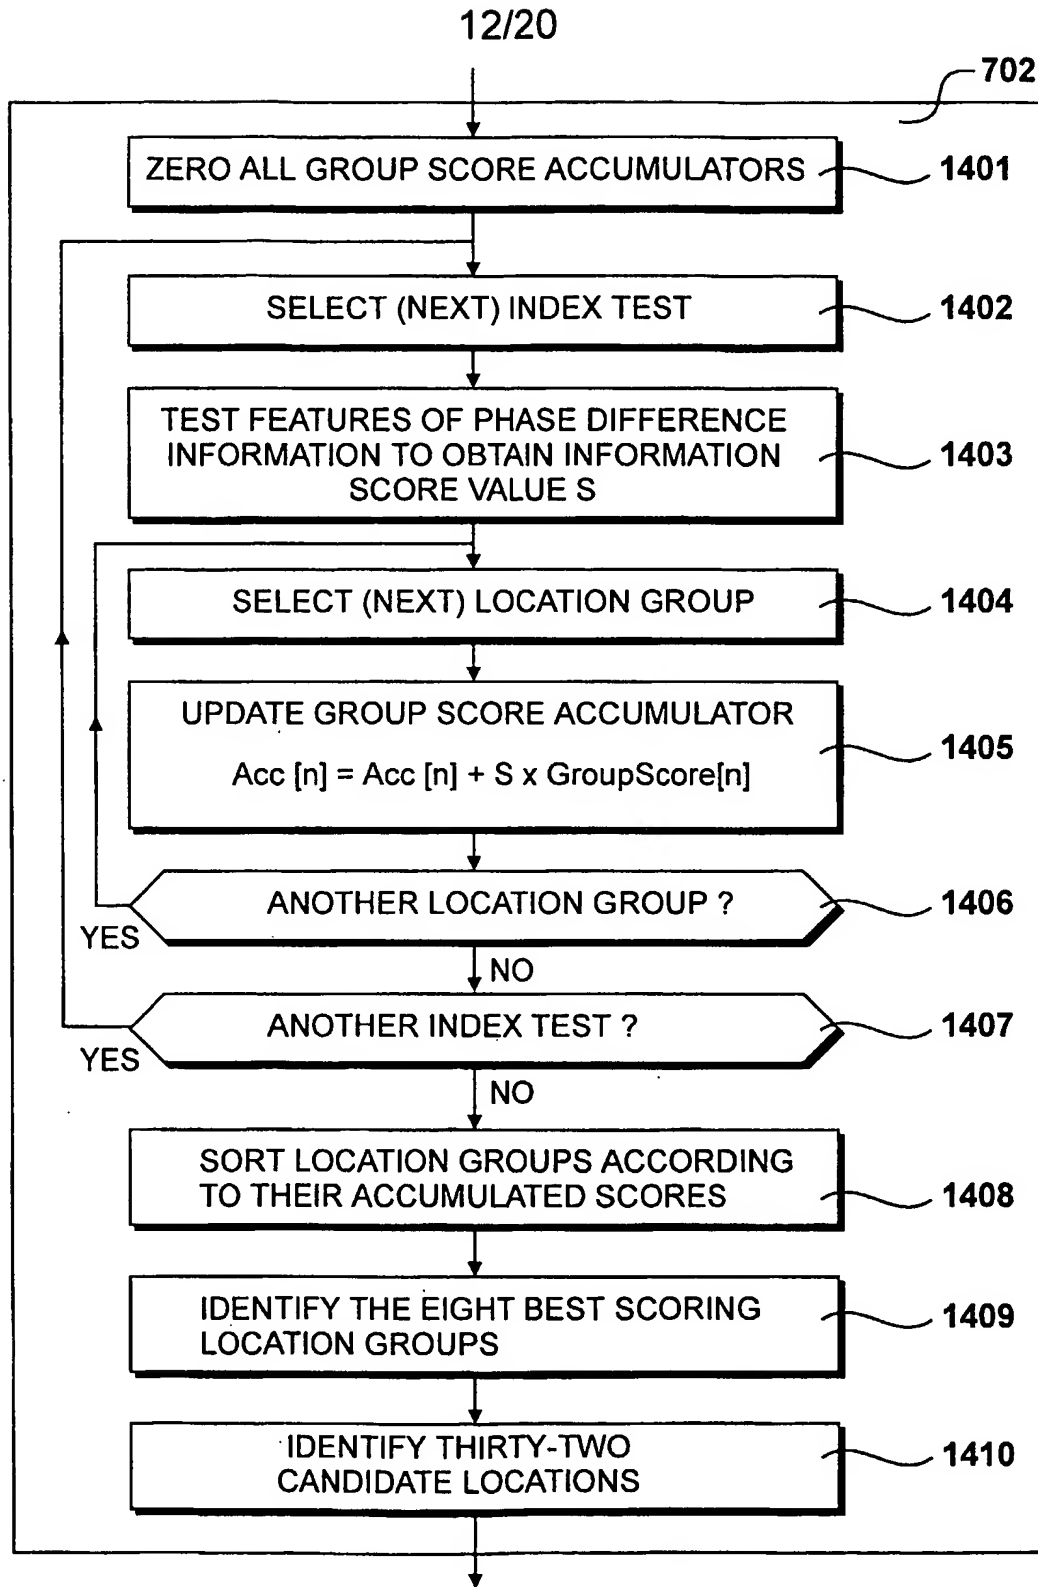 12/20
702
ZERO ALL GROUP SCORE ACCUMULATORS
1401
SELECT (NEXT) INDEX TEST
1402
TEST FEATURES OF PHASE DIFFERENCE
INFORMATION TO OBTAIN INFORMATION
SCORE VALUE S
1403
SELECT (NEXT) LOCATION GROUP
1404
UPDATE GROUP SCORE ACCUMULATOR
Acc [n] = Acc [n] + S x GroupScore[n]
1405
ANOTHER LOCATION GROUP ?
1406
YES
NO
ANOTHER INDEX TEST ?
1407
YES
NO
SORT LOCATION GROUPS ACCORDING
TO THEIR ACCUMULATED SCORES
1408
IDENTIFY THE EIGHT BEST SCORING
LOCATION GROUPS
1409
IDENTIFY THIRTY-TWO
CANDIDATE LOCATIONS
1410